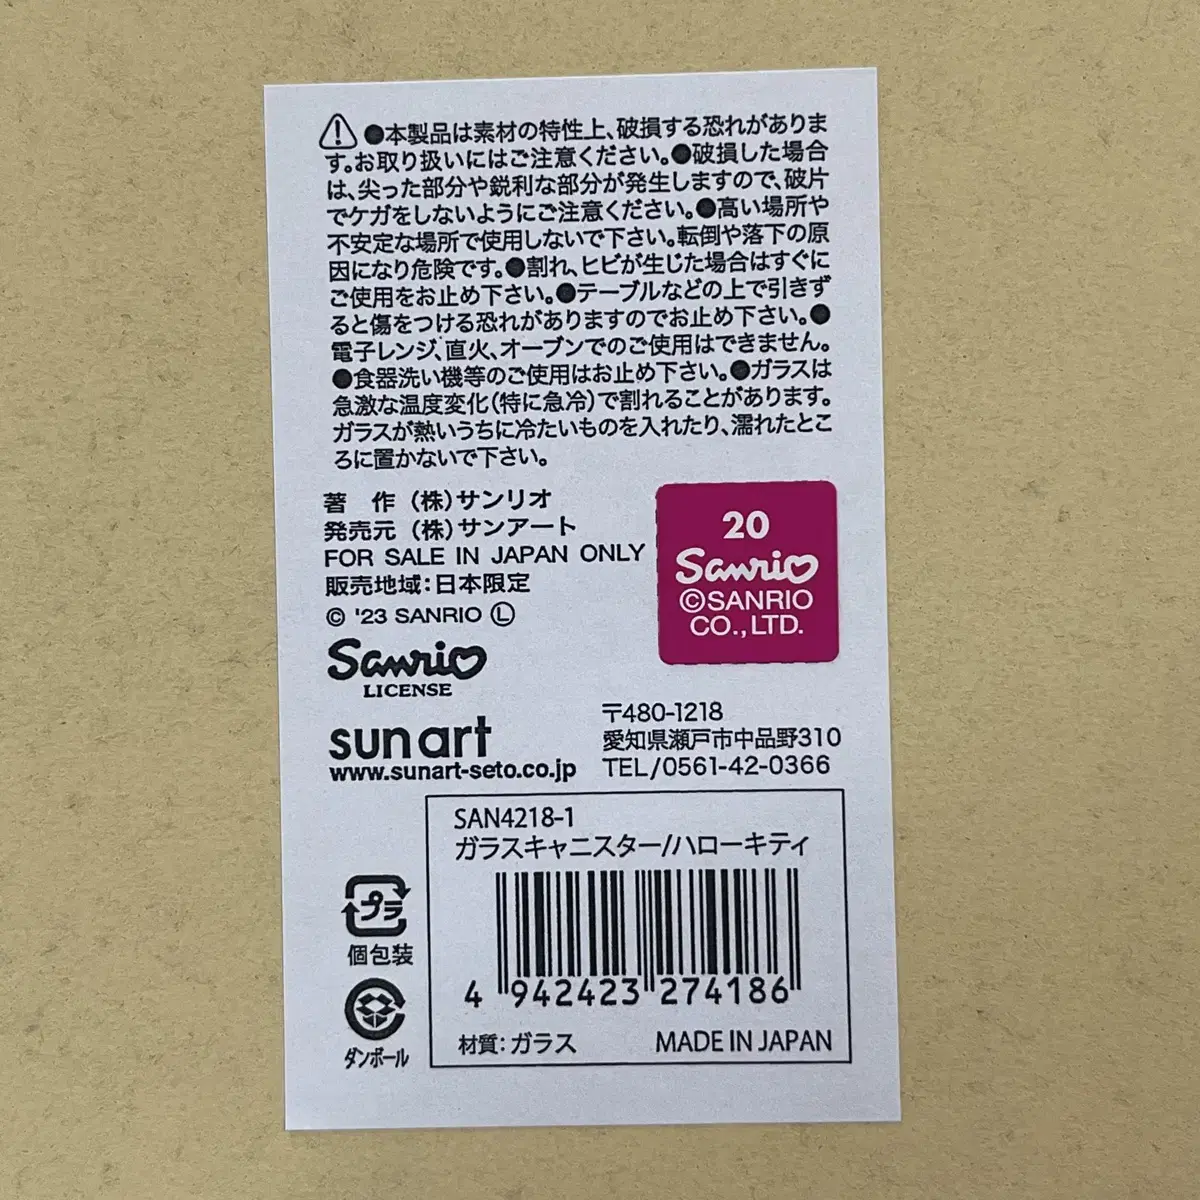 ●本製品は素材の特性上、破損する恐れがありま
す。お取り扱いにはご注意ください。●破損した場合
は、尖った部分や鋭利な部分が発生しますので、破片
でケガをしないようにご注意ください。●高い場所や
不安定な場所で使用しないで下さい。転倒や落下の原
因になり危険です。●割れ、ヒビが生じた場合はすぐに
ご使用をお止め下さい。●テーブルなどの上で引きず
ると傷をつける恐れがありますのでお止め下さい。●
電子レンジ、直火、オーブンでのご使用はできません。
●食器洗い機等のご使用はお止め下さい。●ガラスは
急激な温度変化(特に急冷)で割れることがあります。
ガラスが熱いうちに冷たいものを入れたり、濡れたとこ
ろに置かないで下さい。
著 作 (株)サンリオ
発売元 (株)サンアート
FOR SALE IN JAPAN ONLY
販売地域:日本限定
© '23 SANRIO Ⓛ
Sanrio
LICENSE
20
Sanrio
©SANRIO
CO.,LTD.
sun art
www.sunart-seto.co.jp
〒480-1218
愛知県瀬戸市中品野310
TEL/0561-42-0366
SAN4218-1
ガラスキャニスター/ハローキティ
4 942423 274186
材質:ガラス MADE IN JAPAN
プラ
個包装
ダンボール